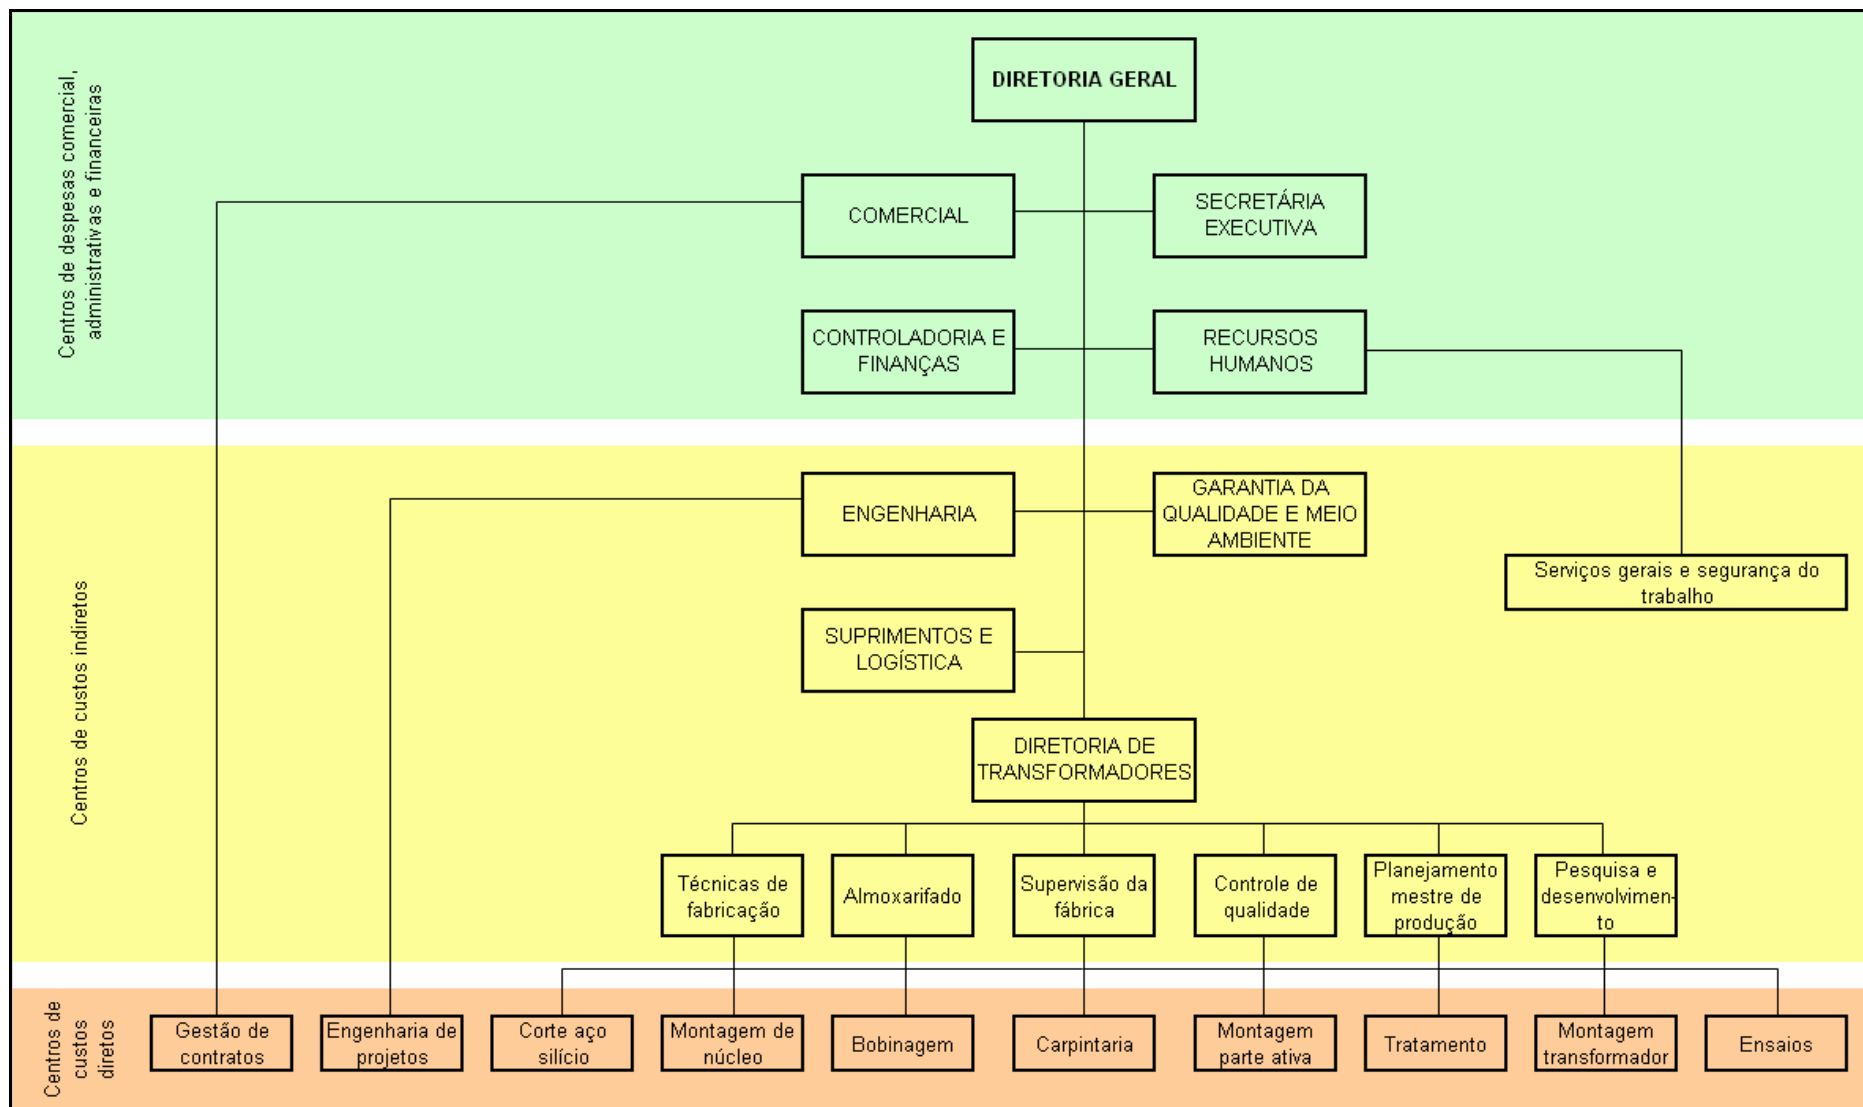 Centros de despesas comercial,
administrativas e financeiras
DIRETORIA GERAL
COMERCIAL
SECRETÁRIA
EXECUTIVA
CONTROLADORIA E
FINANÇAS
RECURSOS
HUMANOS
Centros de custos indiretos
ENGENHARIA
GARANTIA DA
QUALIDADE E MEIO
AMBIENTE
Serviços gerais e segurança do
trabalho
SUPRIMENTOS E
LOGÍSTICA
DIRETORIA DE
TRANSFORMADORES
Técnicas de
fabricação
Almoxarifado
Supervisão da
fábrica
Controle de
qualidade
Planejamento
mestre de
produção
Pesquisa e
desenvolvimen-
to
Centros de
custos
diretos
Gestão de
contratos
Engenharia de
projetos
Corte aço
silício
Montagem de
núcleo
Bobinagem
Carpintaria
Montagem
parte ativa
Tratamento
Montagem
transformador
Ensaios